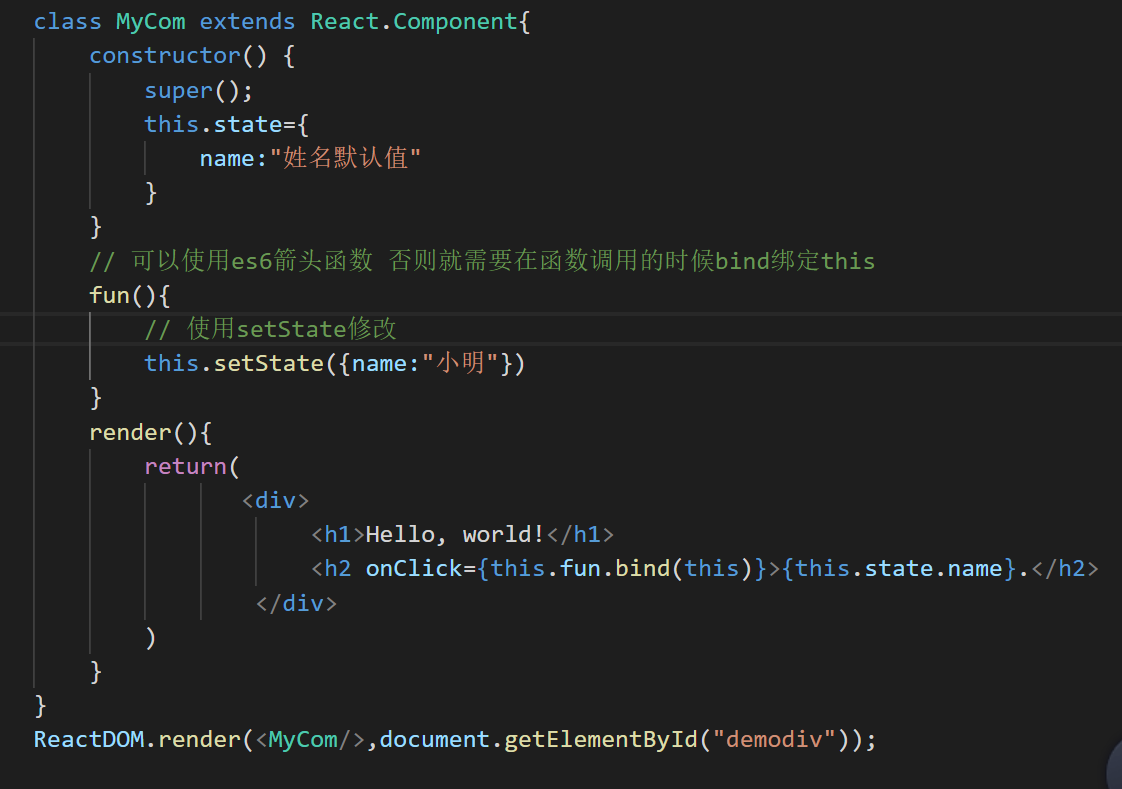 class MyCom extends React.Component{
constructor() {
super();
this.state={
name:"姓名默认值"
}
}
// 可以使用es6箭头函数 否则就需要在函数调用的时候bind绑定this
fun(){
// 使用setState修改
this.setState({name:"小明"})
}
render(){
return(
<div>
<h1>Hello, world!</h1>
<h2 onClick={this.fun.bind(this)}>{this.state.name}.</h2>
</div>
)
}
}
ReactDOM.render(<MyCom/>,document.getElementById("demodiv"));